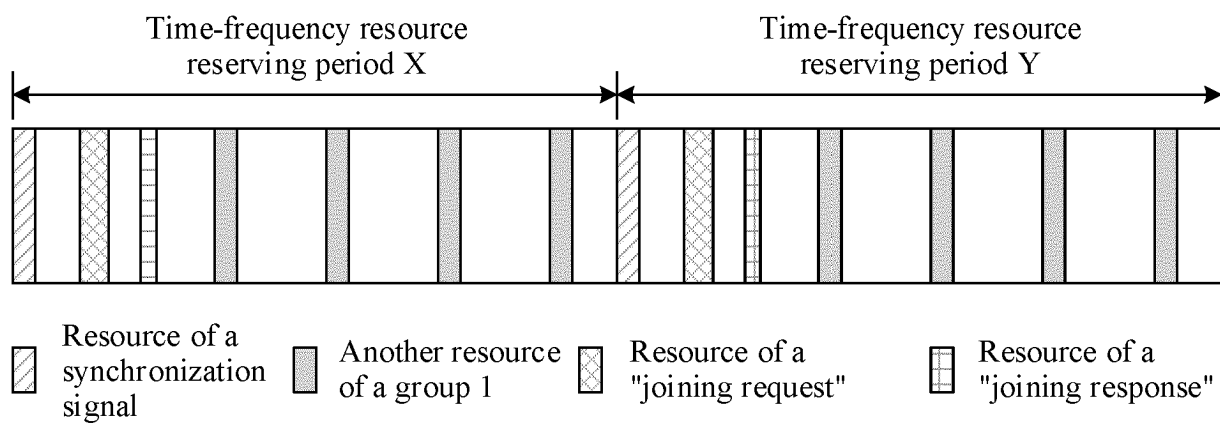 Time-frequency resource
reserving period X
Time-frequency resource
reserving period Y
Resource of a
synchronization
signal
Another resource
of a group 1
Resource of a
"joining request"
Resource of a
"joining response"